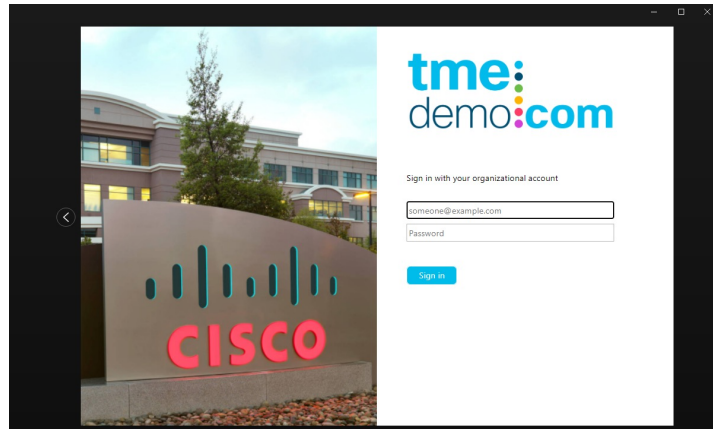 CISCO
tme:
demo:com
Sign in with your organizational account
someone@example.com
Password
Sign in